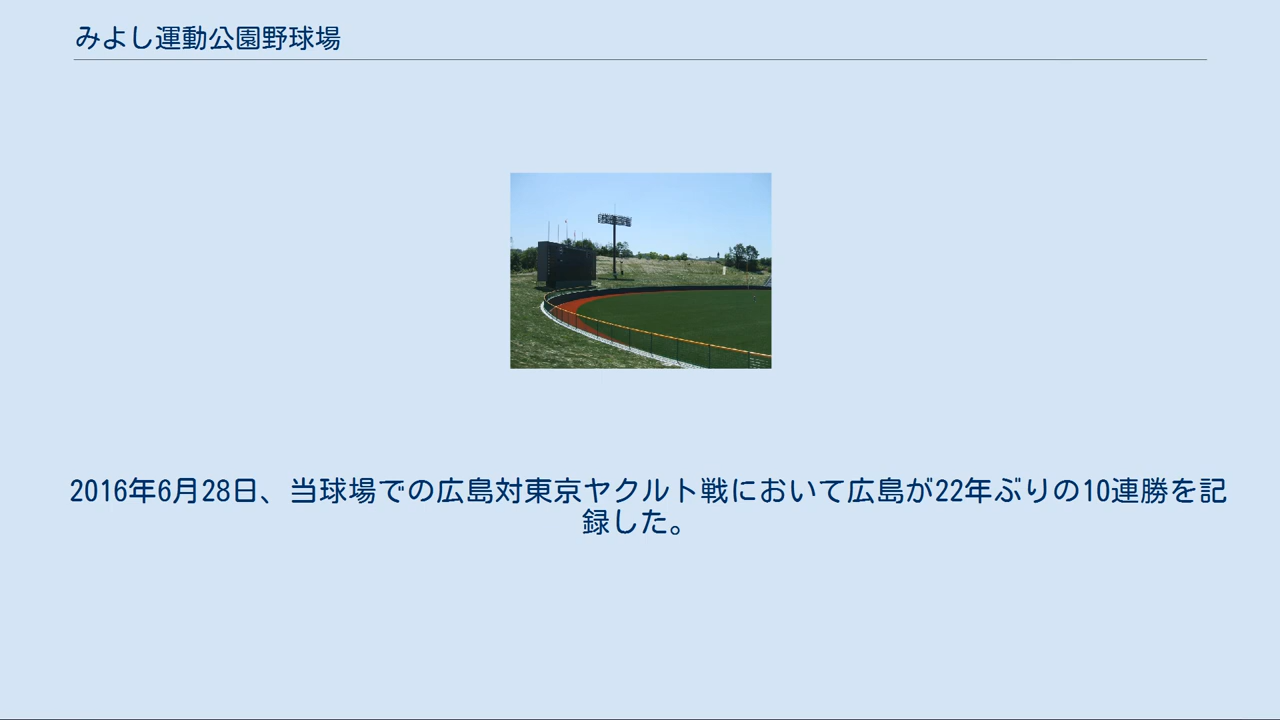 みよし運動公園野球場
2016年6月28日、当球場での広島対東京ヤクルト戦において広島が22年ぶりの10連勝を記
録した。